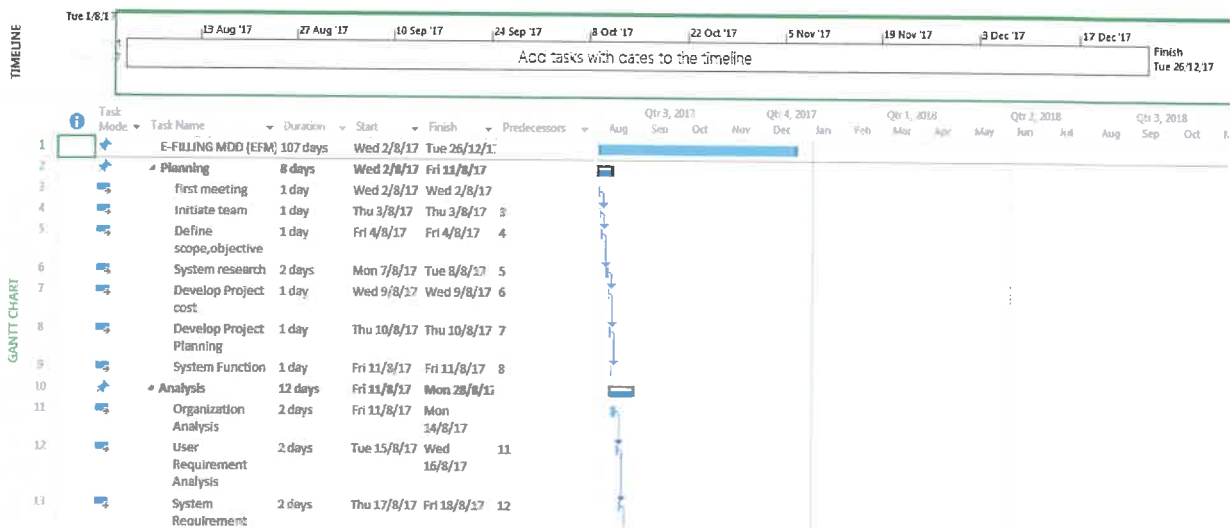 TIMELINE
Tue 1/8/17
13 Aug '17 27 Aug '17 10 Sep '17 24 Sep '17 8 Oct '17 22 Oct '17 5 Nov '17 19 Nov '17 3 Dec '17 17 Dec '17
Add tasks with dates to the timeline
Finish
Tue 26/12/17
GANTT CHART
Task
Mode Task Name Duration Start Finish Predecessors
Qtr 3, 2017 Qtr 4, 2017 Qtr 1, 2018 Qtr 2, 2018 Qtr 3, 2018
Aug Sep Oct Nov Dec Jan Feb Mar Apr May Jun Jul Aug Sep Oct
1 E-FILLING MDD (EFM) 107 days Wed 2/8/17 Tue 26/12/1
2 Planning 8 days Wed 2/8/17 Fri 11/8/17
3 first meeting 1 day Wed 2/8/17 Wed 2/8/17
4 Initiate team 1 day Thu 3/8/17 Thu 3/8/17 3
5 Define 1 day Fri 4/8/17 Fri 4/8/17 4
scope,objective
6 System research 2 days Mon 7/8/17 Tue 8/8/17 5
7 Develop Project 1 day Wed 9/8/17 Wed 9/8/17 6
cost
8 Develop Project 1 day Thu 10/8/17 Thu 10/8/17 7
Planning
9 System Function 1 day Fri 11/8/17 Fri 11/8/17 8
10 Analysis 12 days Fri 11/8/17 Mon 28/8/17
11 Organization 2 days Fri 11/8/17 Mon
Analysis 14/8/17
12 User 2 days Tue 15/8/17 Wed 11
Requirement 16/8/17
Analysis
13 System 2 days Thu 17/8/17 Fri 18/8/17 12
Requirement